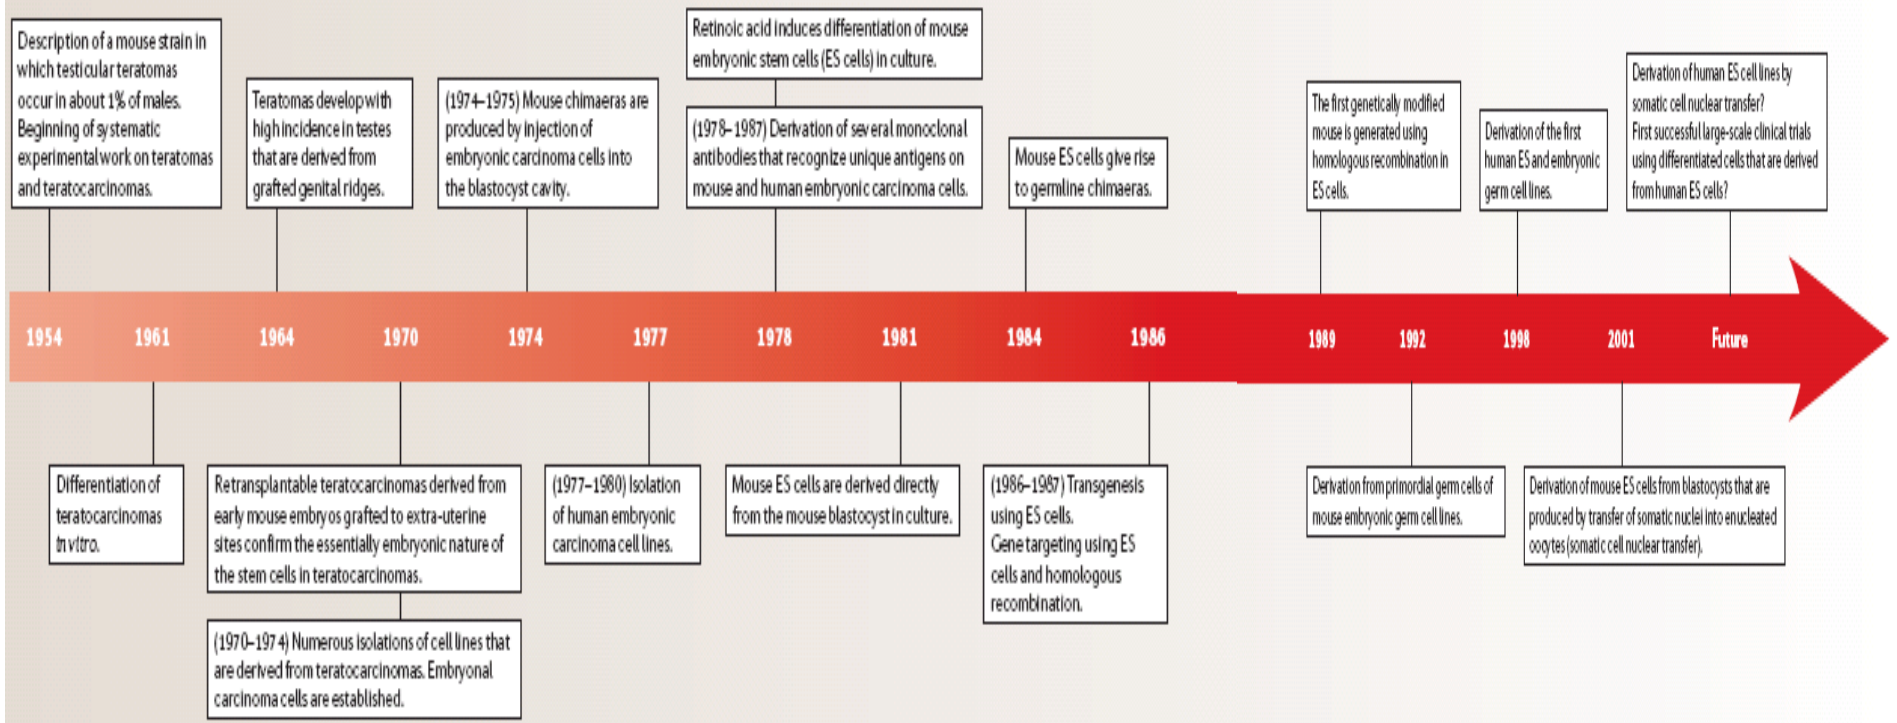 Description of a mouse strain in
which testicular teratomas
occur in about 1% of males.
Beginning of systematic
experimental work on teratomas
and teratocarcinomas.
Teratomas develop with
high incidence in testes
that are derived from
grafted genital ridges.
(1974–1975) Mouse chimaeras are
produced by injection of
embryonic carcinoma cells into
the blastocyst cavity.
Retinoic acid induces differentiation of mouse
embryonic stem cells (ES cells) in culture.
(1978–1987) Derivation of several monoclonal
antibodies that recognize unique antigens on
mouse and human embryonic carcinoma cells.
Mouse ES cells give rise
to germline chimaeras.
The first genetically modified
mouse is generated using
homologous recombination in
ES cells.
Derivation of the first
human ES and embryonic
germ cell lines.
Derivation of human ES cell lines by
somatic cell nuclear transfer?
First successful large-scale clinical trials
using differentiated cells that are derived
from human ES cells?
1954 1961 1964 1970 1974 1977 1978 1981 1984 1986 1989 1992 1998 2001 Future
Differentiation of
teratocarcinomas
in vitro.
Retransplantable teratocarcinomas derived from
early mouse embryos grafted to extra-uterine
sites confirm the essentially embryonic nature of
the stem cells in teratocarcinomas.
(1970–1974) Numerous isolations of cell lines that
are derived from teratocarcinomas. Embryonal
carcinoma cells are established.
(1977–1980) Isolation
of human embryonic
carcinoma cell lines.
Mouse ES cells are derived directly
from the mouse blastocyst in culture.
(1986–1987) Transgenesis
using ES cells.
Gene targeting using ES
cells and homologous
recombination.
Derivation from primordial germ cells of
mouse embryonic germ cell lines.
Derivation of mouse ES cells from blastocysts that are
produced by transfer of somatic nuclei into enucleated
oocytes (somatic cell nuclear transfer).